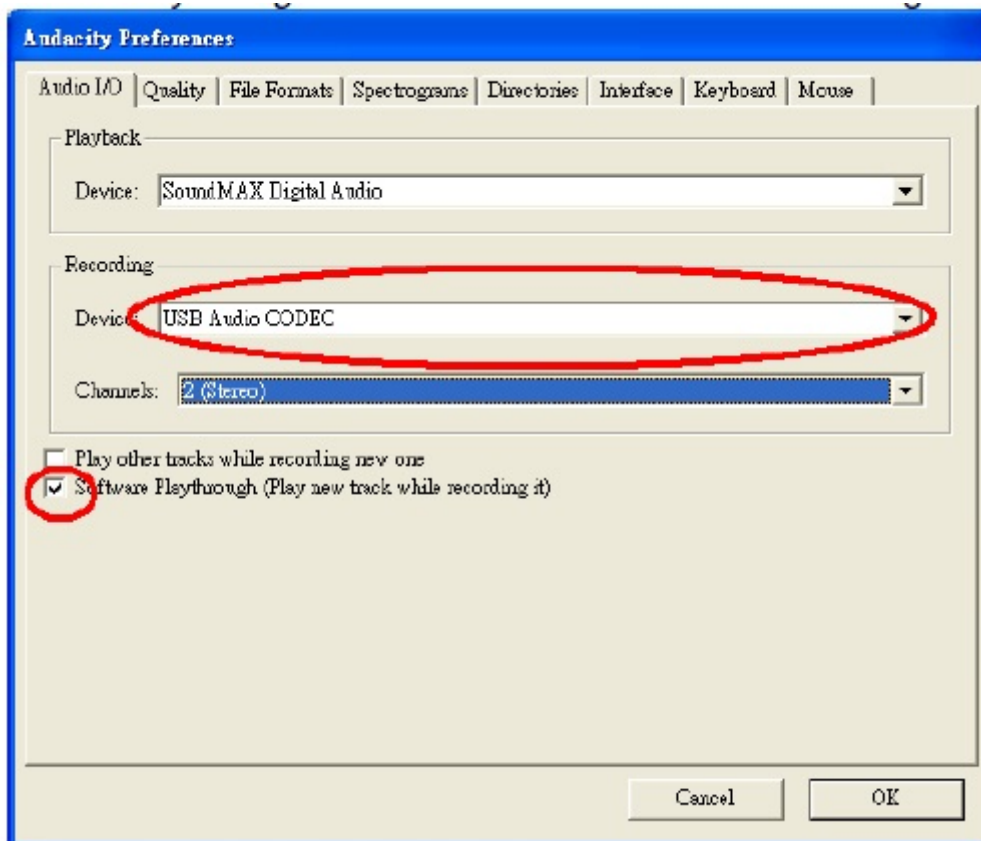 Audacity Preferences
Audio I/O Quality File Formats Spectrograms Directories Interface Keyboard Mouse
Playback
Device: SoundMAX Digital Audio
Recording
Device: USB Audio CODEC
Channels: 2 (Stereo)
Play other tracks while recording new one
Software Playthrough (Play new track while recording it)
Cancel OK